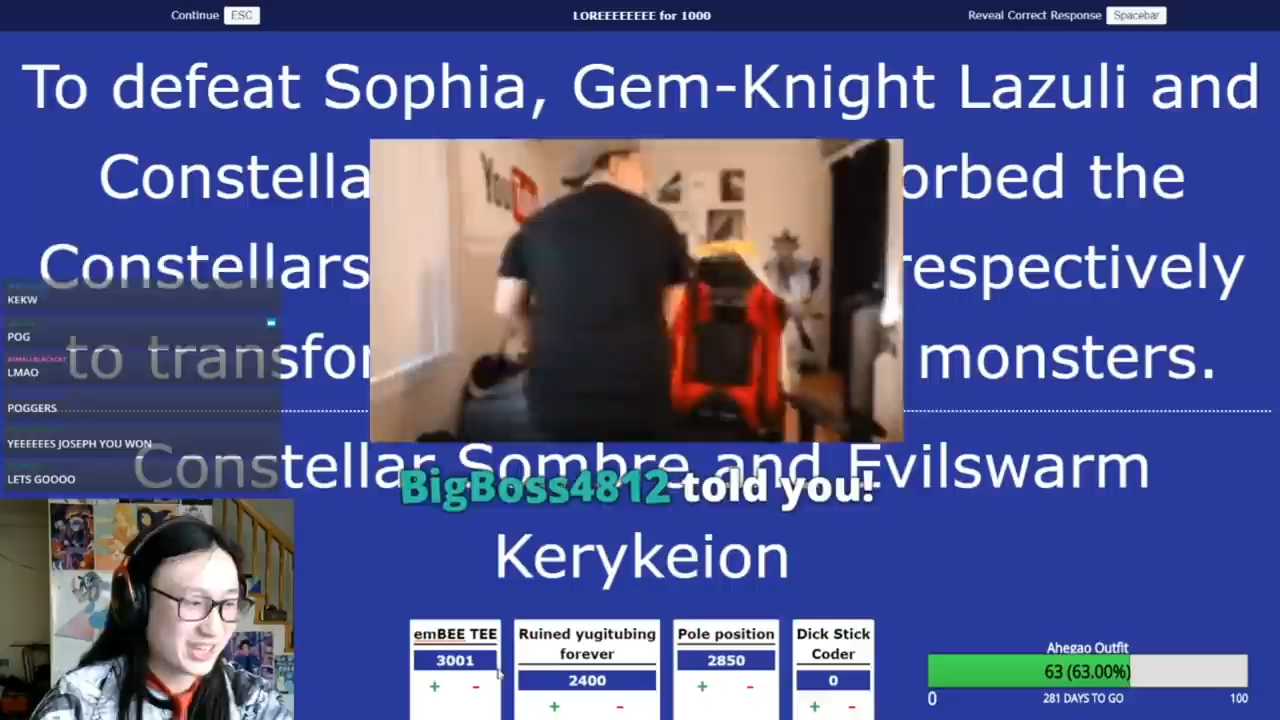 Continue ESC
LOREEEEEEEE for 1000
Reveal Correct Response Spacebar
To defeat Sophia, Gem-Knight Lazuli and
Constella orbed the
Constellars respectively
to transfor monsters.
Constellar Sombre and Evilswarm
Kerykeion
KEKW
POG
LMAO
POGGERS
YEEEEEES JOSEPH YOU WON
LETS GOOOO
You
BigBoss4812 told you!
emBEE TEE
3001
+ -
Ruined yugitubing
forever
2400
+ -
Pole position
2850
+ -
Dick Stick
Coder
0
+ -
Ahegao Outfit
63 (63.00%)
0 281 DAYS TO GO 100